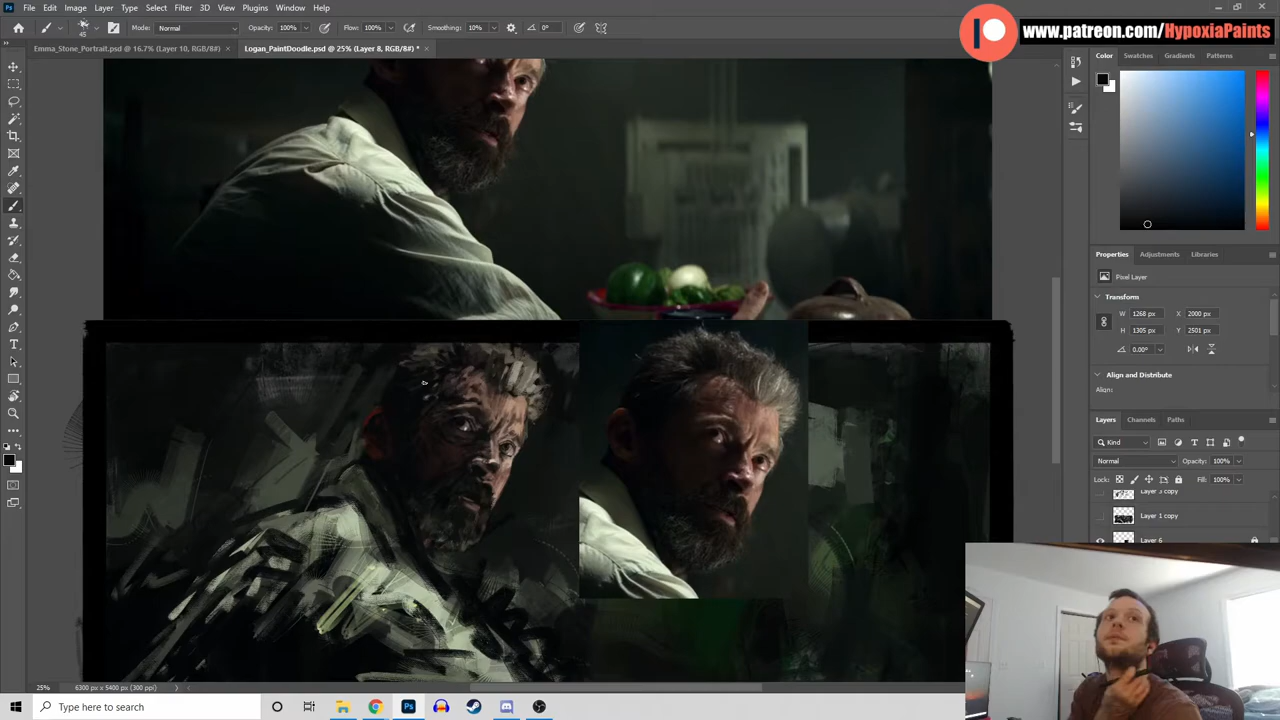 File Edit Image Layer Type Select Filter 3D View Plugins Window Help
Mode: Normal Opacity: 100% Flow: 100% Smoothing: 10% 0°
www.patreon.com/HypoxiaPaints
Emma_Stone_Portrait.psd @ 16.7% (Layer 10, RGB/8#) × Logan_PaintDoodle.psd @ 25% (Layer 8, RGB/8#) * ×
Color Swatches Gradients Patterns
Properties Adjustments Libraries
Pixel Layer
Transform
W 1268 px X 2000 px
H 1305 px Y 2501 px
0.00°
Align and Distribute
Align:
Layers Channels Paths
Kind
Normal Opacity: 100%
Lock: Fill: 100%
Layer 3 copy
Layer 1 copy
Layer 6
25% 6300 px x 5400 px (300 ppi)
Type here to search